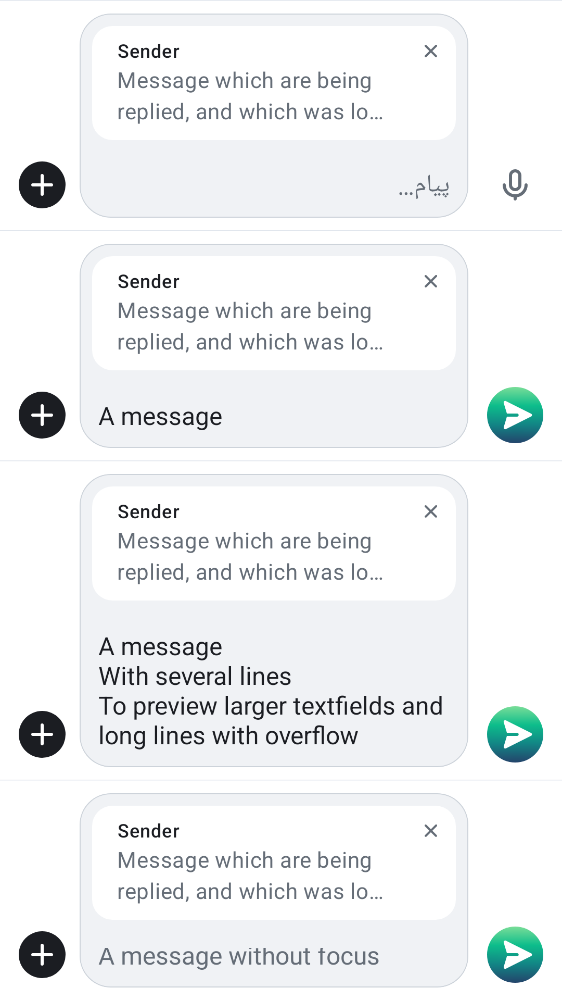 Sender
Message which are being
replied, and which was lo…
پیام…
Sender
Message which are being
replied, and which was lo…
A message
Sender
Message which are being
replied, and which was lo…
A message
With several lines
To preview larger textfields and
long lines with overflow
Sender
Message which are being
replied, and which was lo…
A message without focus